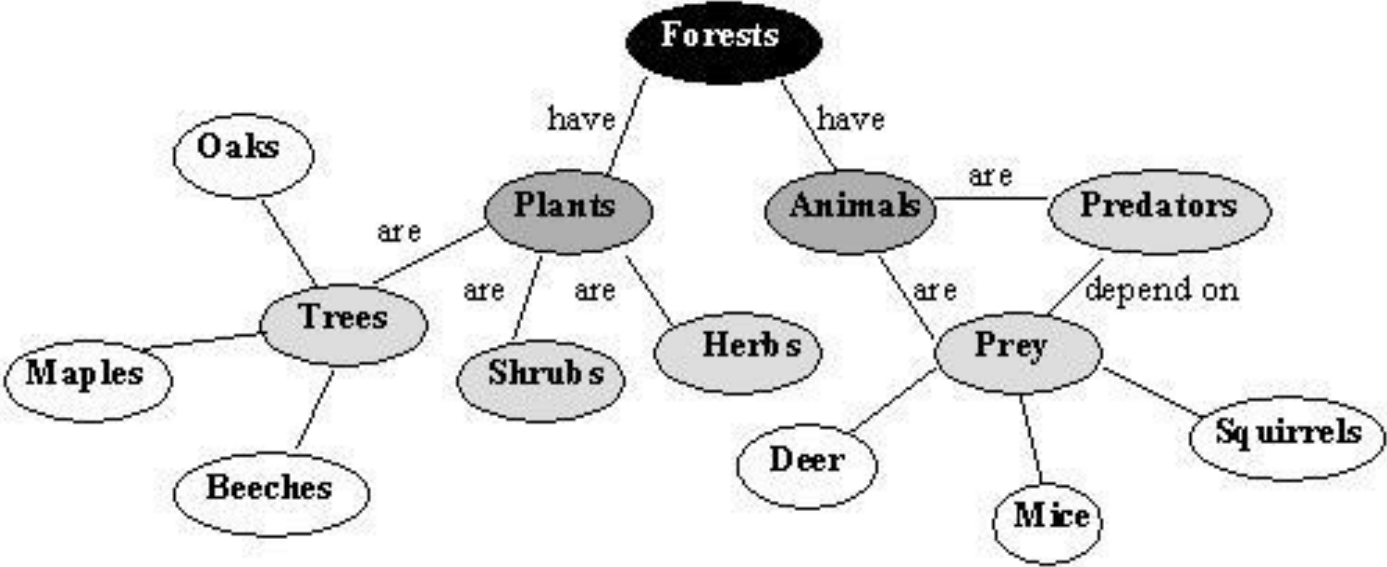 Forests
have
have
Oaks
Plants
Animals
are
Predators
are
are
are
are
depend on
Trees
Shrubs
Herbs
Prey
Maples
Beeches
Deer
Mice
Squirrels